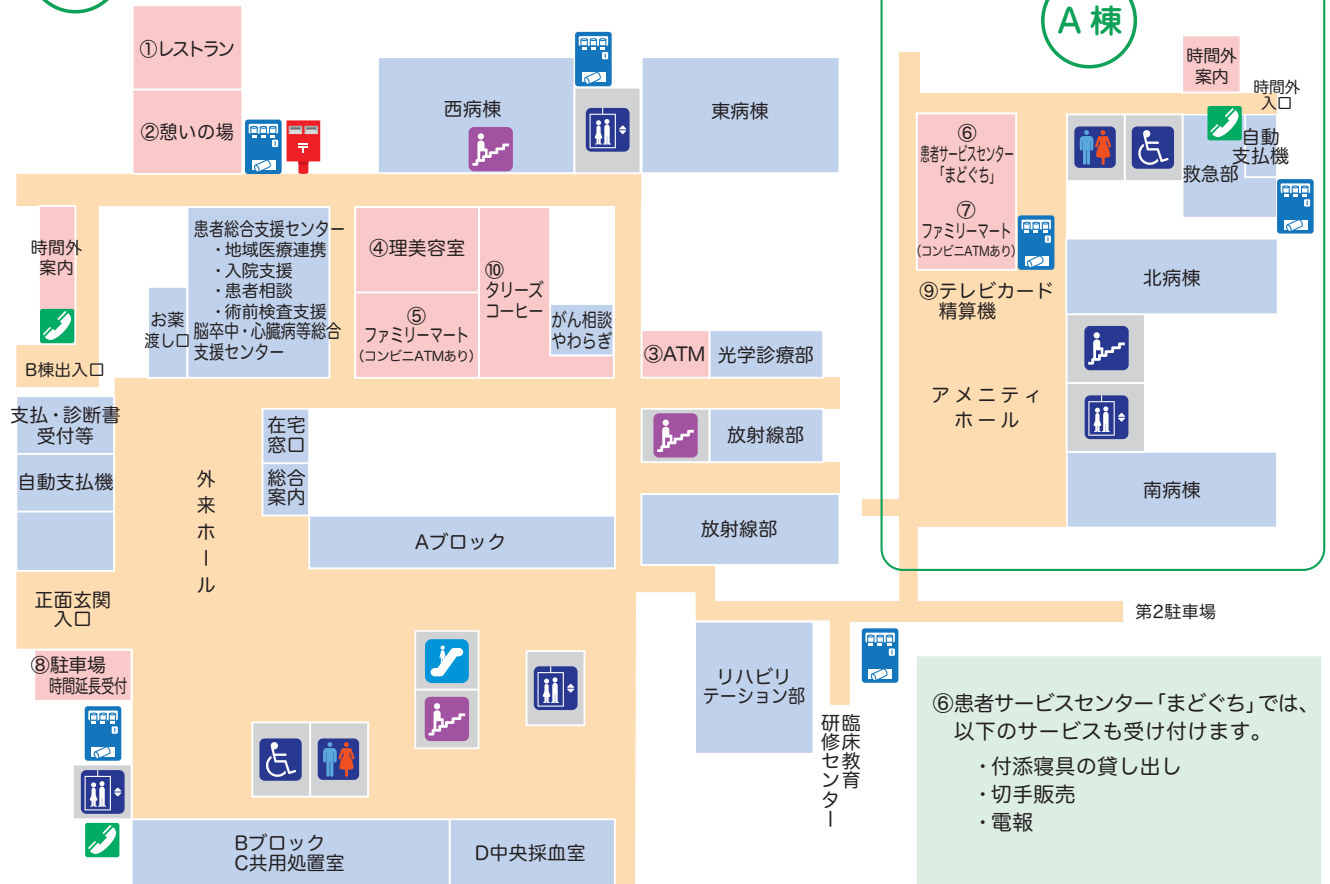 ①レストラン
②憩いの場
〒
西病棟
東病棟
時間外
案内
B棟出入口
お薬
渡し口
患者総合支援センター
・地域医療連携
・入院支援
・患者相談
・術前検査支援
脳卒中・心臓病等総合
支援センター
④理美容室
⑤
ファミリーマート
(コンビニATMあり)
⑩
タリーズ
コーヒー
がん相談
やわらぎ
③ATM
光学診療部
支払・診断書
受付等
自動支払機
外来ホール
在宅
窓口
総合
案内
Aブロック
放射線部
放射線部
正面玄関
入口
⑧駐車場
時間延長受付
リハビリ
テーション部
臨床教育
研修センター
Bブロック
C共用処置室
D中央採血室
A棟
時間外
案内
時間外
入口
⑥
患者サービスセンター
「まどぐち」
⑦
ファミリーマート
(コンビニATMあり)
自動
支払機
救急部
⑨テレビカード
精算機
北病棟
アメニティ
ホール
南病棟
第2駐車場
⑥患者サービスセンター「まどぐち」では、
以下のサービスも受け付けます。
・付添寝具の貸し出し
・切手販売
・電報